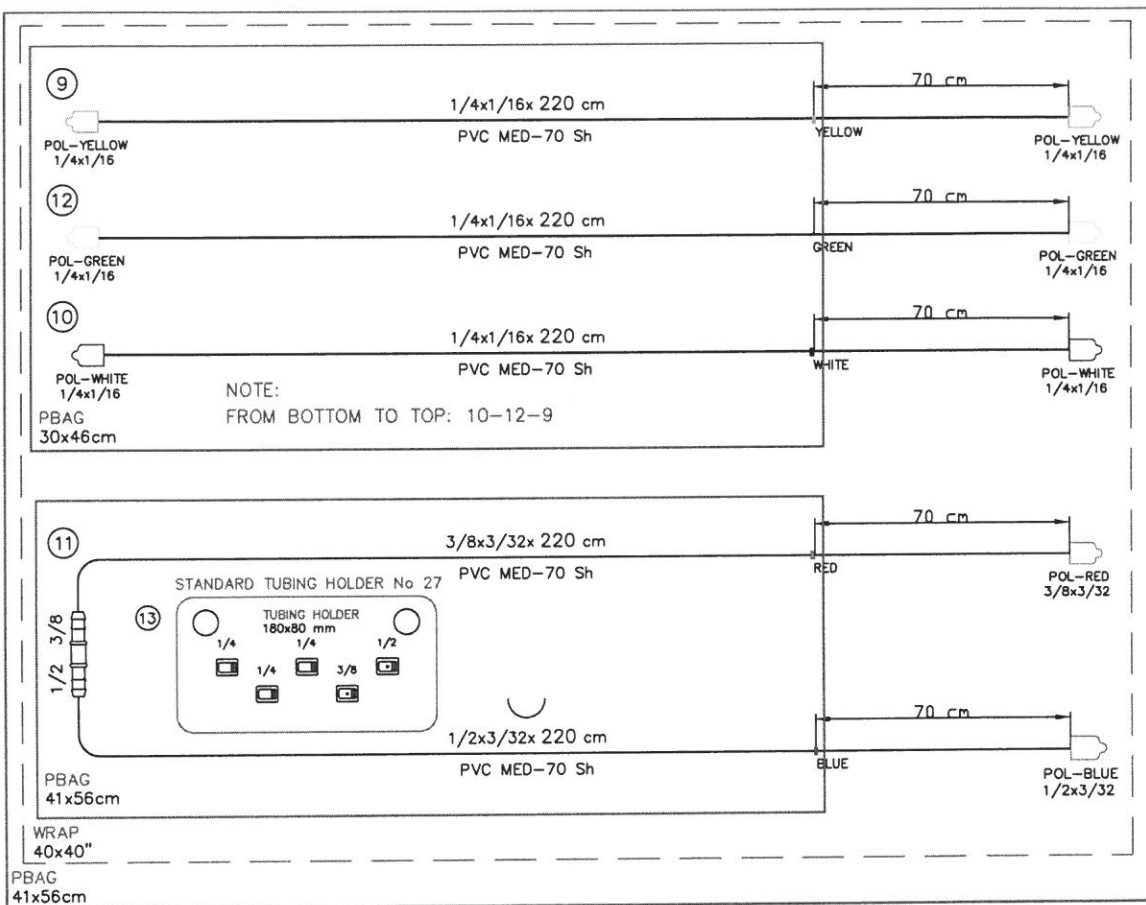 9
70 cm
1/4x1/16x 220 cm
PVC MED-70 Sh
YELLOW
POL-YELLOW
1/4x1/16
POL-YELLOW
1/4x1/16
12
70 cm
1/4x1/16x 220 cm
PVC MED-70 Sh
GREEN
POL-GREEN
1/4x1/16
POL-GREEN
1/4x1/16
10
70 cm
1/4x1/16x 220 cm
PVC MED-70 Sh
WHITE
POL-WHITE
1/4x1/16
POL-WHITE
1/4x1/16
NOTE:
FROM BOTTOM TO TOP: 10-12-9
PBAG
30x46cm
11
70 cm
3/8x3/32x 220 cm
PVC MED-70 Sh
RED
POL-RED
3/8x3/32
STANDARD TUBING HOLDER No 27
13
TUBING HOLDER
180x80 mm
1/4
1/4
1/2
1/4
3/8
1/2 3/8
70 cm
1/2x3/32x 220 cm
PVC MED-70 Sh
BLUE
POL-BLUE
1/2x3/32
PBAG
41x56cm
WRAP
40x40"
PBAG
41x56cm